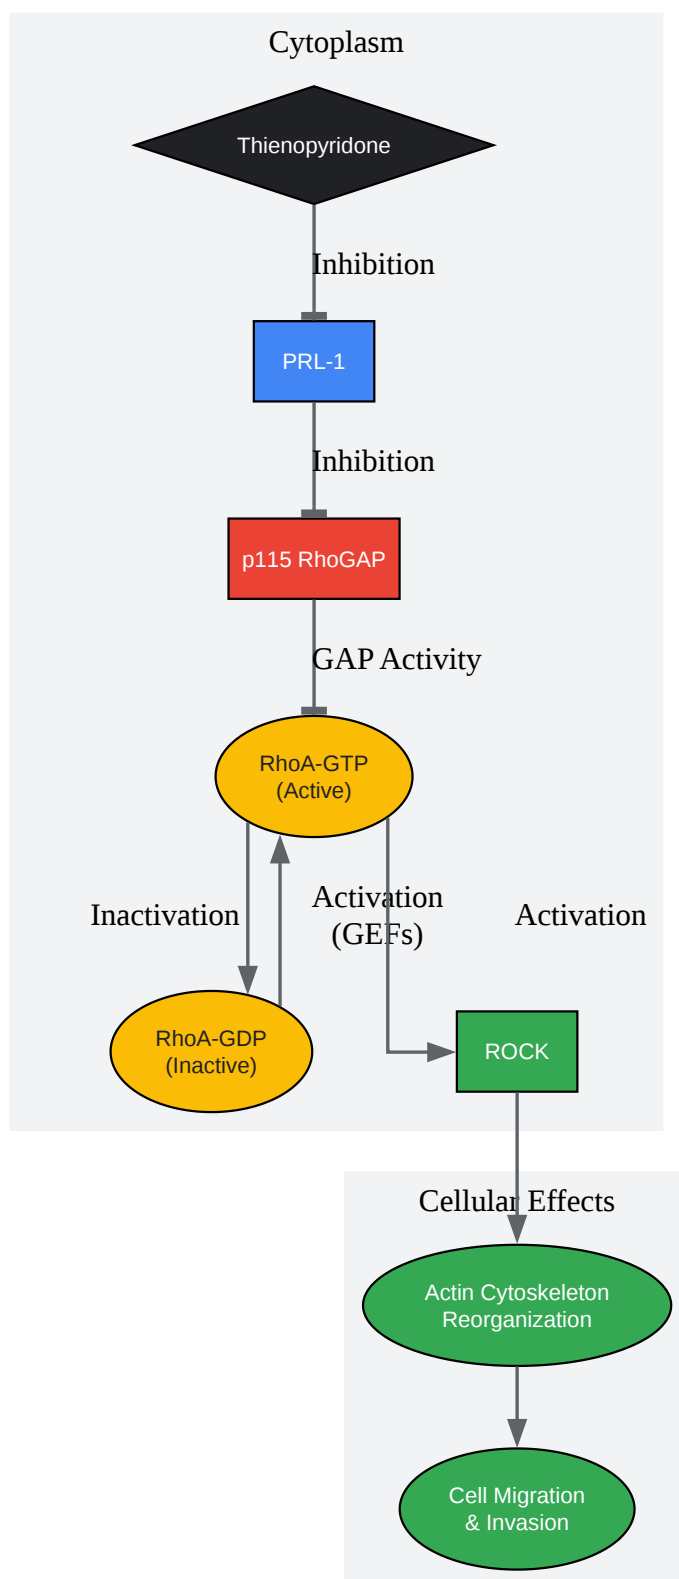 Cytoplasm
Thienopyridone
Inhibition
PRL-1
Inhibition
p115 RhoGAP
GAP Activity
RhoA-GTP
(Active)
Inactivation
Activation
(GEFs)
Activation
RhoA-GDP
(Inactive)
ROCK
Cellular Effects
Actin Cytoskeleton
Reorganization
Cell Migration
& Invasion